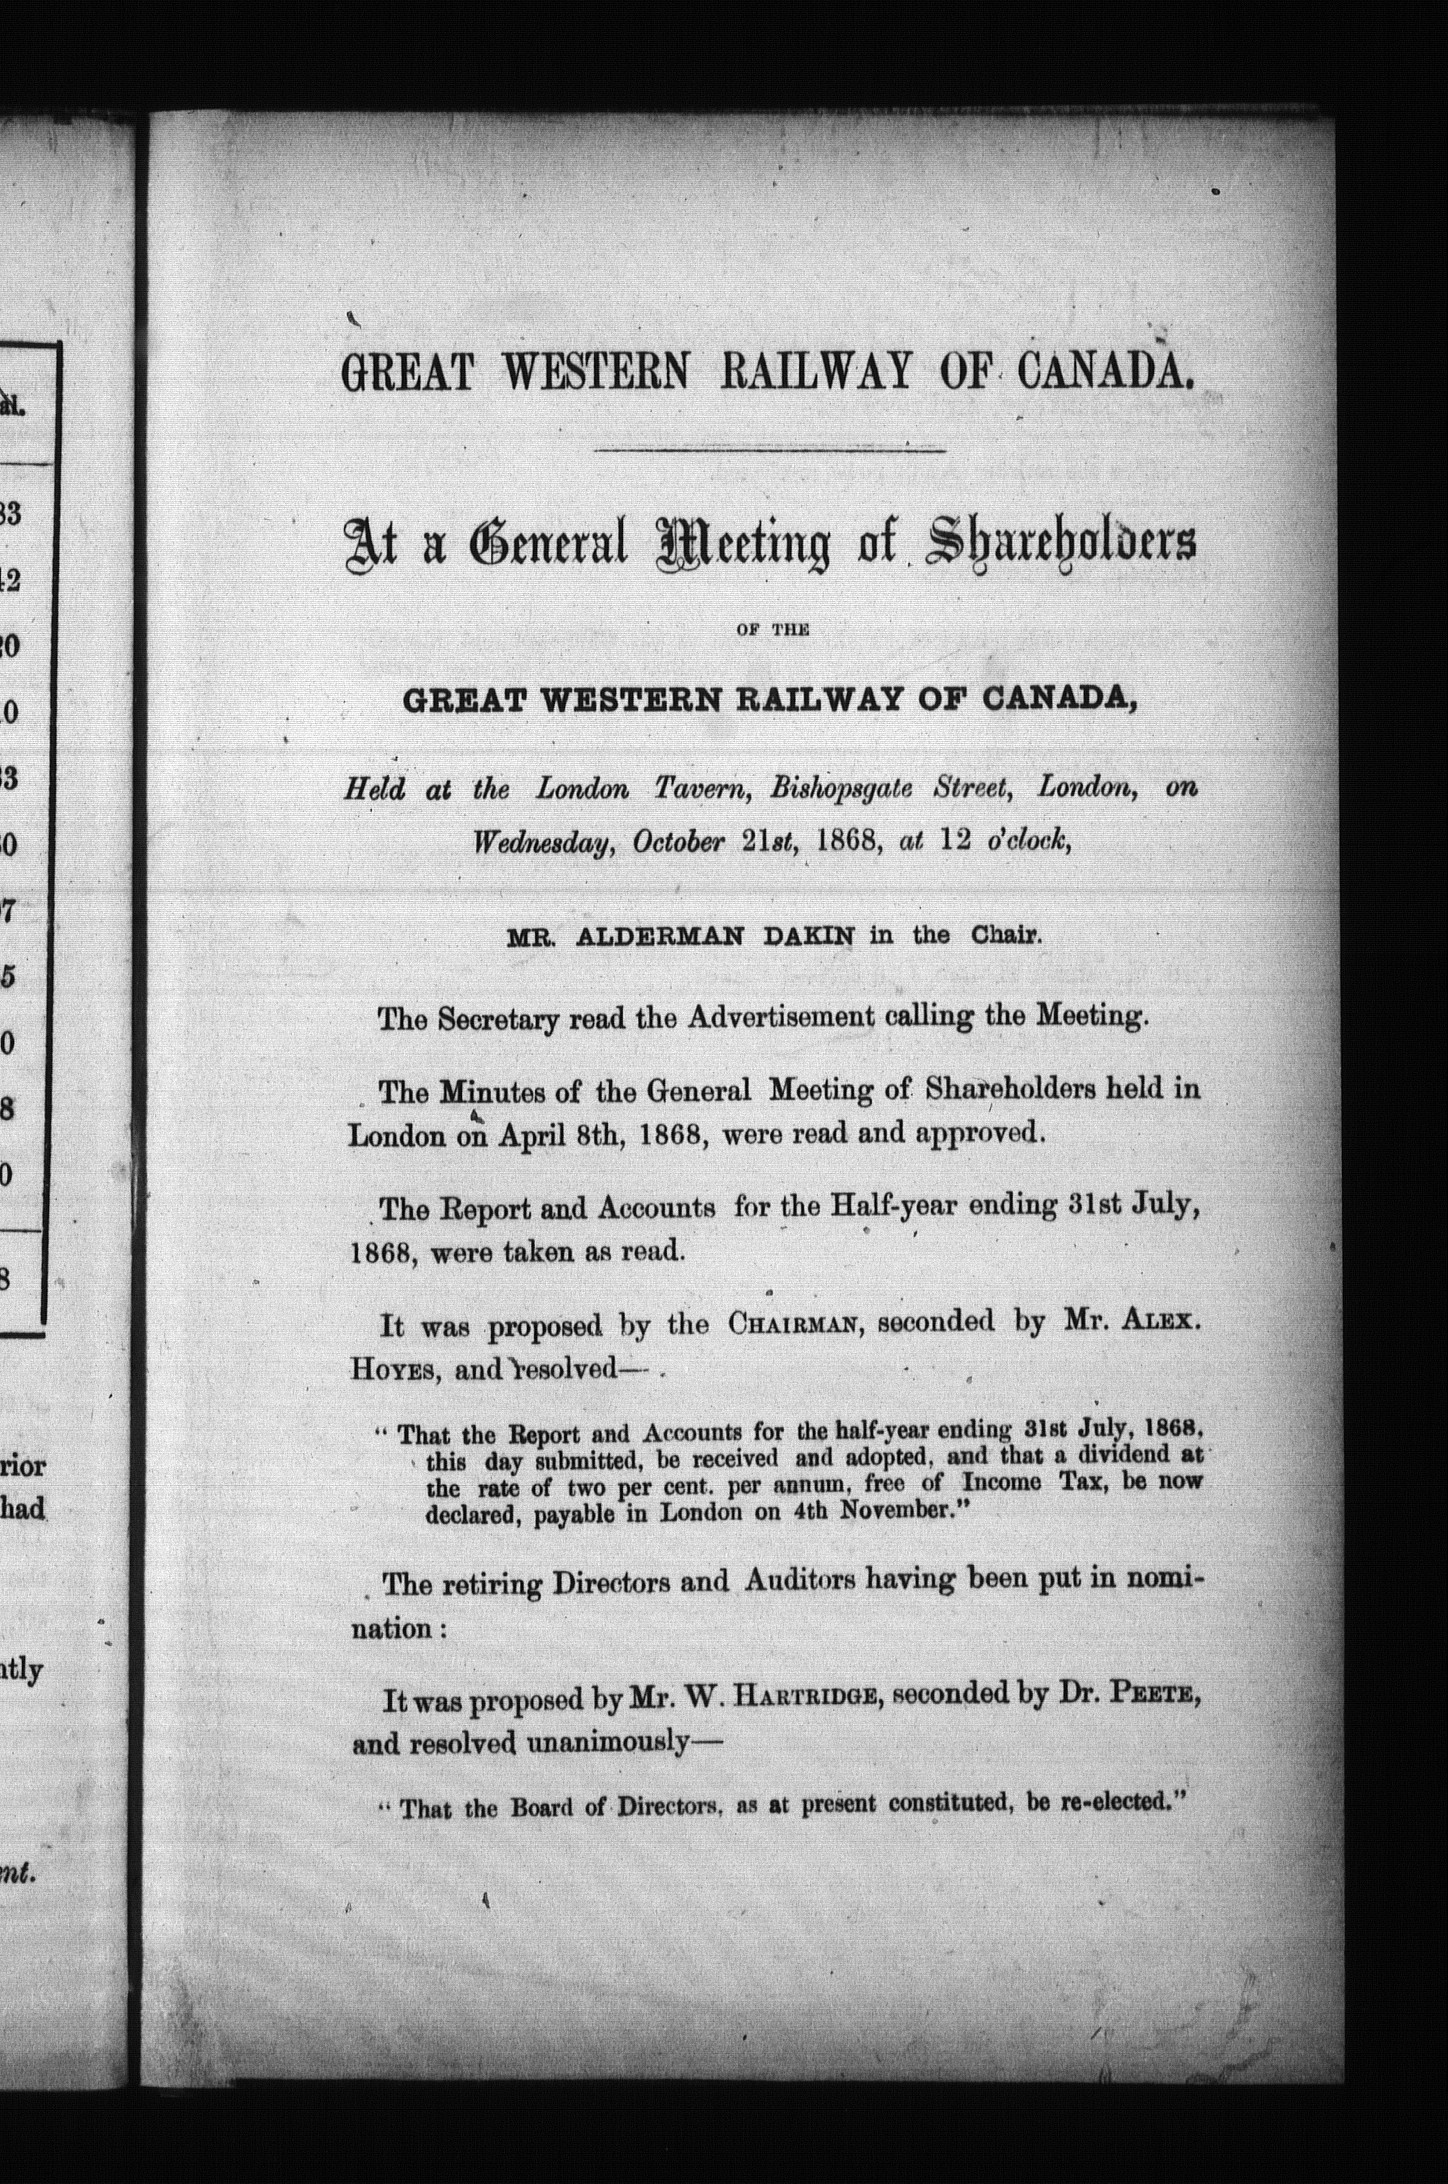 GREAT WESTERN RAILWAY OF CANADA.
At a General Meeting of Shareholders
OF THE
GREAT WESTERN RAILWAY OF CANADA,
Held at the London Tavern, Bishopsgate Street, London, on
Wednesday, October 21st, 1868, at 12 o'clock,
MR. ALDERMAN DAKIN in the Chair.
The Secretary read the Advertisement calling the Meeting.
The Minutes of the General Meeting of Shareholders held in
London on April 8th, 1868, were read and approved.
The Report and Accounts for the Half-year ending 31st July,
1868, were taken as read.
It was proposed by the CHAIRMAN, seconded by Mr. ALEX.
HOYES, and resolved—
"That the Report and Accounts for the half-year ending 31st July, 1868,
this day submitted, be received and adopted, and that a dividend at
the rate of two per cent. per annum, free of Income Tax, be now
declared, payable in London on 4th November."
The retiring Directors and Auditors having been put in nomi-
nation :
It was proposed by Mr. W. HARTRIDGE, seconded by Dr. PEETE,
and resolved unanimously—
"That the Board of Directors, as at present constituted, be re-elected."